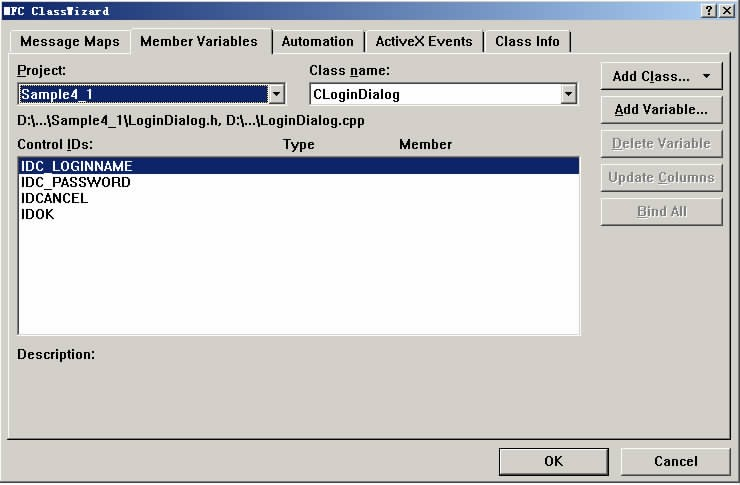 MFC ClassWizard
Message Maps Member Variables Automation ActiveX Events Class Info
Project: Class name: Add Class...
Sample4_1 CLoginDialog
Add Variable...
D:\...\Sample4_1\LoginDialog.h, D:\...\LoginDialog.cpp
Control IDs: Type Member Delete Variable
IDC_LOGINNAME
IDC_PASSWORD Update Columns
IDCANCEL
IDOK Bind All
Description:
OK Cancel